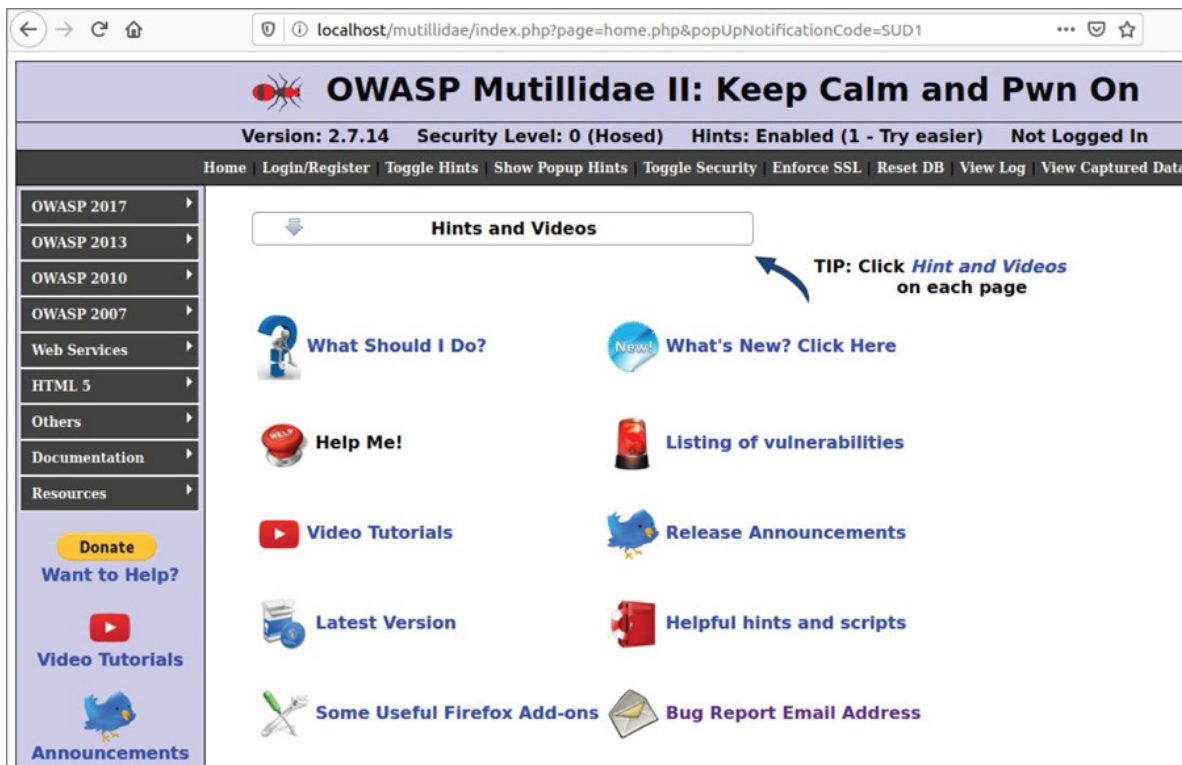 localhost/mutillidae/index.php?page=home.php&popUpNotificationCode=SUD1
OWASP Mutillidae II: Keep Calm and Pwn On
Version: 2.7.14 Security Level: 0 (Hosed) Hints: Enabled (1 - Try easier) Not Logged In
Home | Login/Register | Toggle Hints | Show Popup Hints | Toggle Security | Enforce SSL | Reset DB | View Log | View Captured Data
OWASP 2017
OWASP 2013
OWASP 2010
OWASP 2007
Web Services
HTML 5
Others
Documentation
Resources
Donate
Want to Help?
Video Tutorials
Announcements
Hints and Videos
TIP: Click Hint and Videos
on each page
What Should I Do?
New! What's New? Click Here
HELP Help Me!
Listing of vulnerabilities
Video Tutorials
Release Announcements
Latest Version
Helpful hints and scripts
Some Useful Firefox Add-ons
Bug Report Email Address